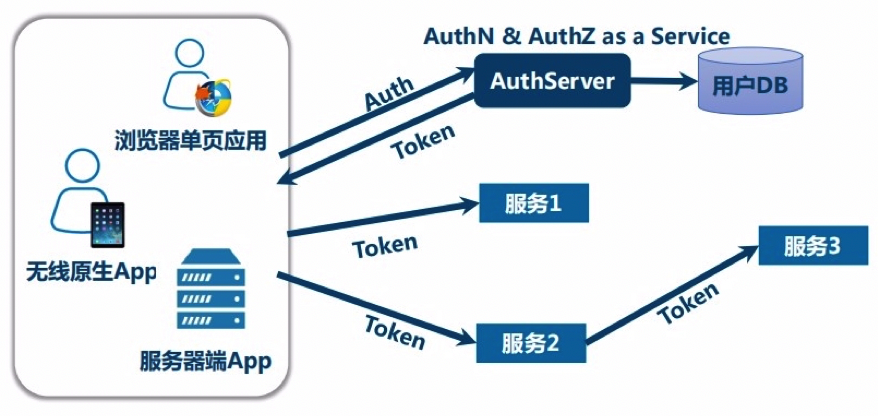 AuthN & AuthZ as a Service
AuthServer
用户DB
Auth
Token
浏览器单页应用
无线原生App
服务器端App
Token
服务1
Token
服务2
Token
服务3